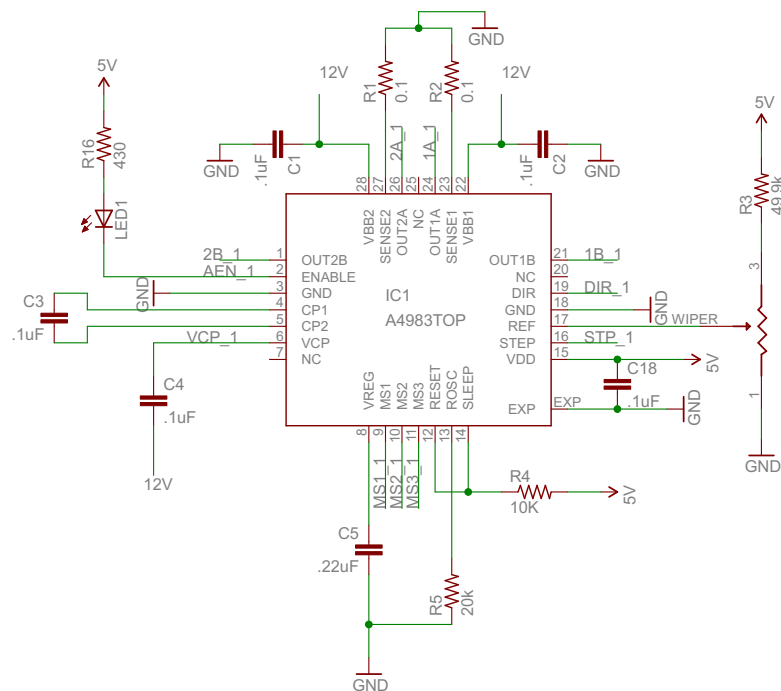 GND
5V
12V
R1
0.1
R2
0.1
12V
5V
R16
430
GND
.1uF
C1
2A_1
1A_1
.1uF
C2
GND
R3
49.9k
28
27
26
25
24
23
22
VBB2
SENSE2
OUT2A
NC
OUT1A
SENSE1
VBB1
LED1
2B_1
1
OUT2B
OUT1B
21
1B_1
AEN_1
2
ENABLE
NC
20
3
GND
3
GND
IC1
DIR
19
DIR_1
C3
4
CP1
A4983TOP
GND
18
GND
.1uF
5
CP2
REF
17
WIPER
VCP_1
6
VCP
STEP
16
STP_1
7
NC
VDD
15
5V
C4
.1uF
C18
.1uF
VREG
MS1
MS2
MS3
RESET
ROSC
SLEEP
EXP
EXP
GND
1
8
9
10
11
12
13
14
12V
MS1_1
MS2_1
MS3_1
R4
10K
5V
GND
C5
.22uF
R5
20k
GND